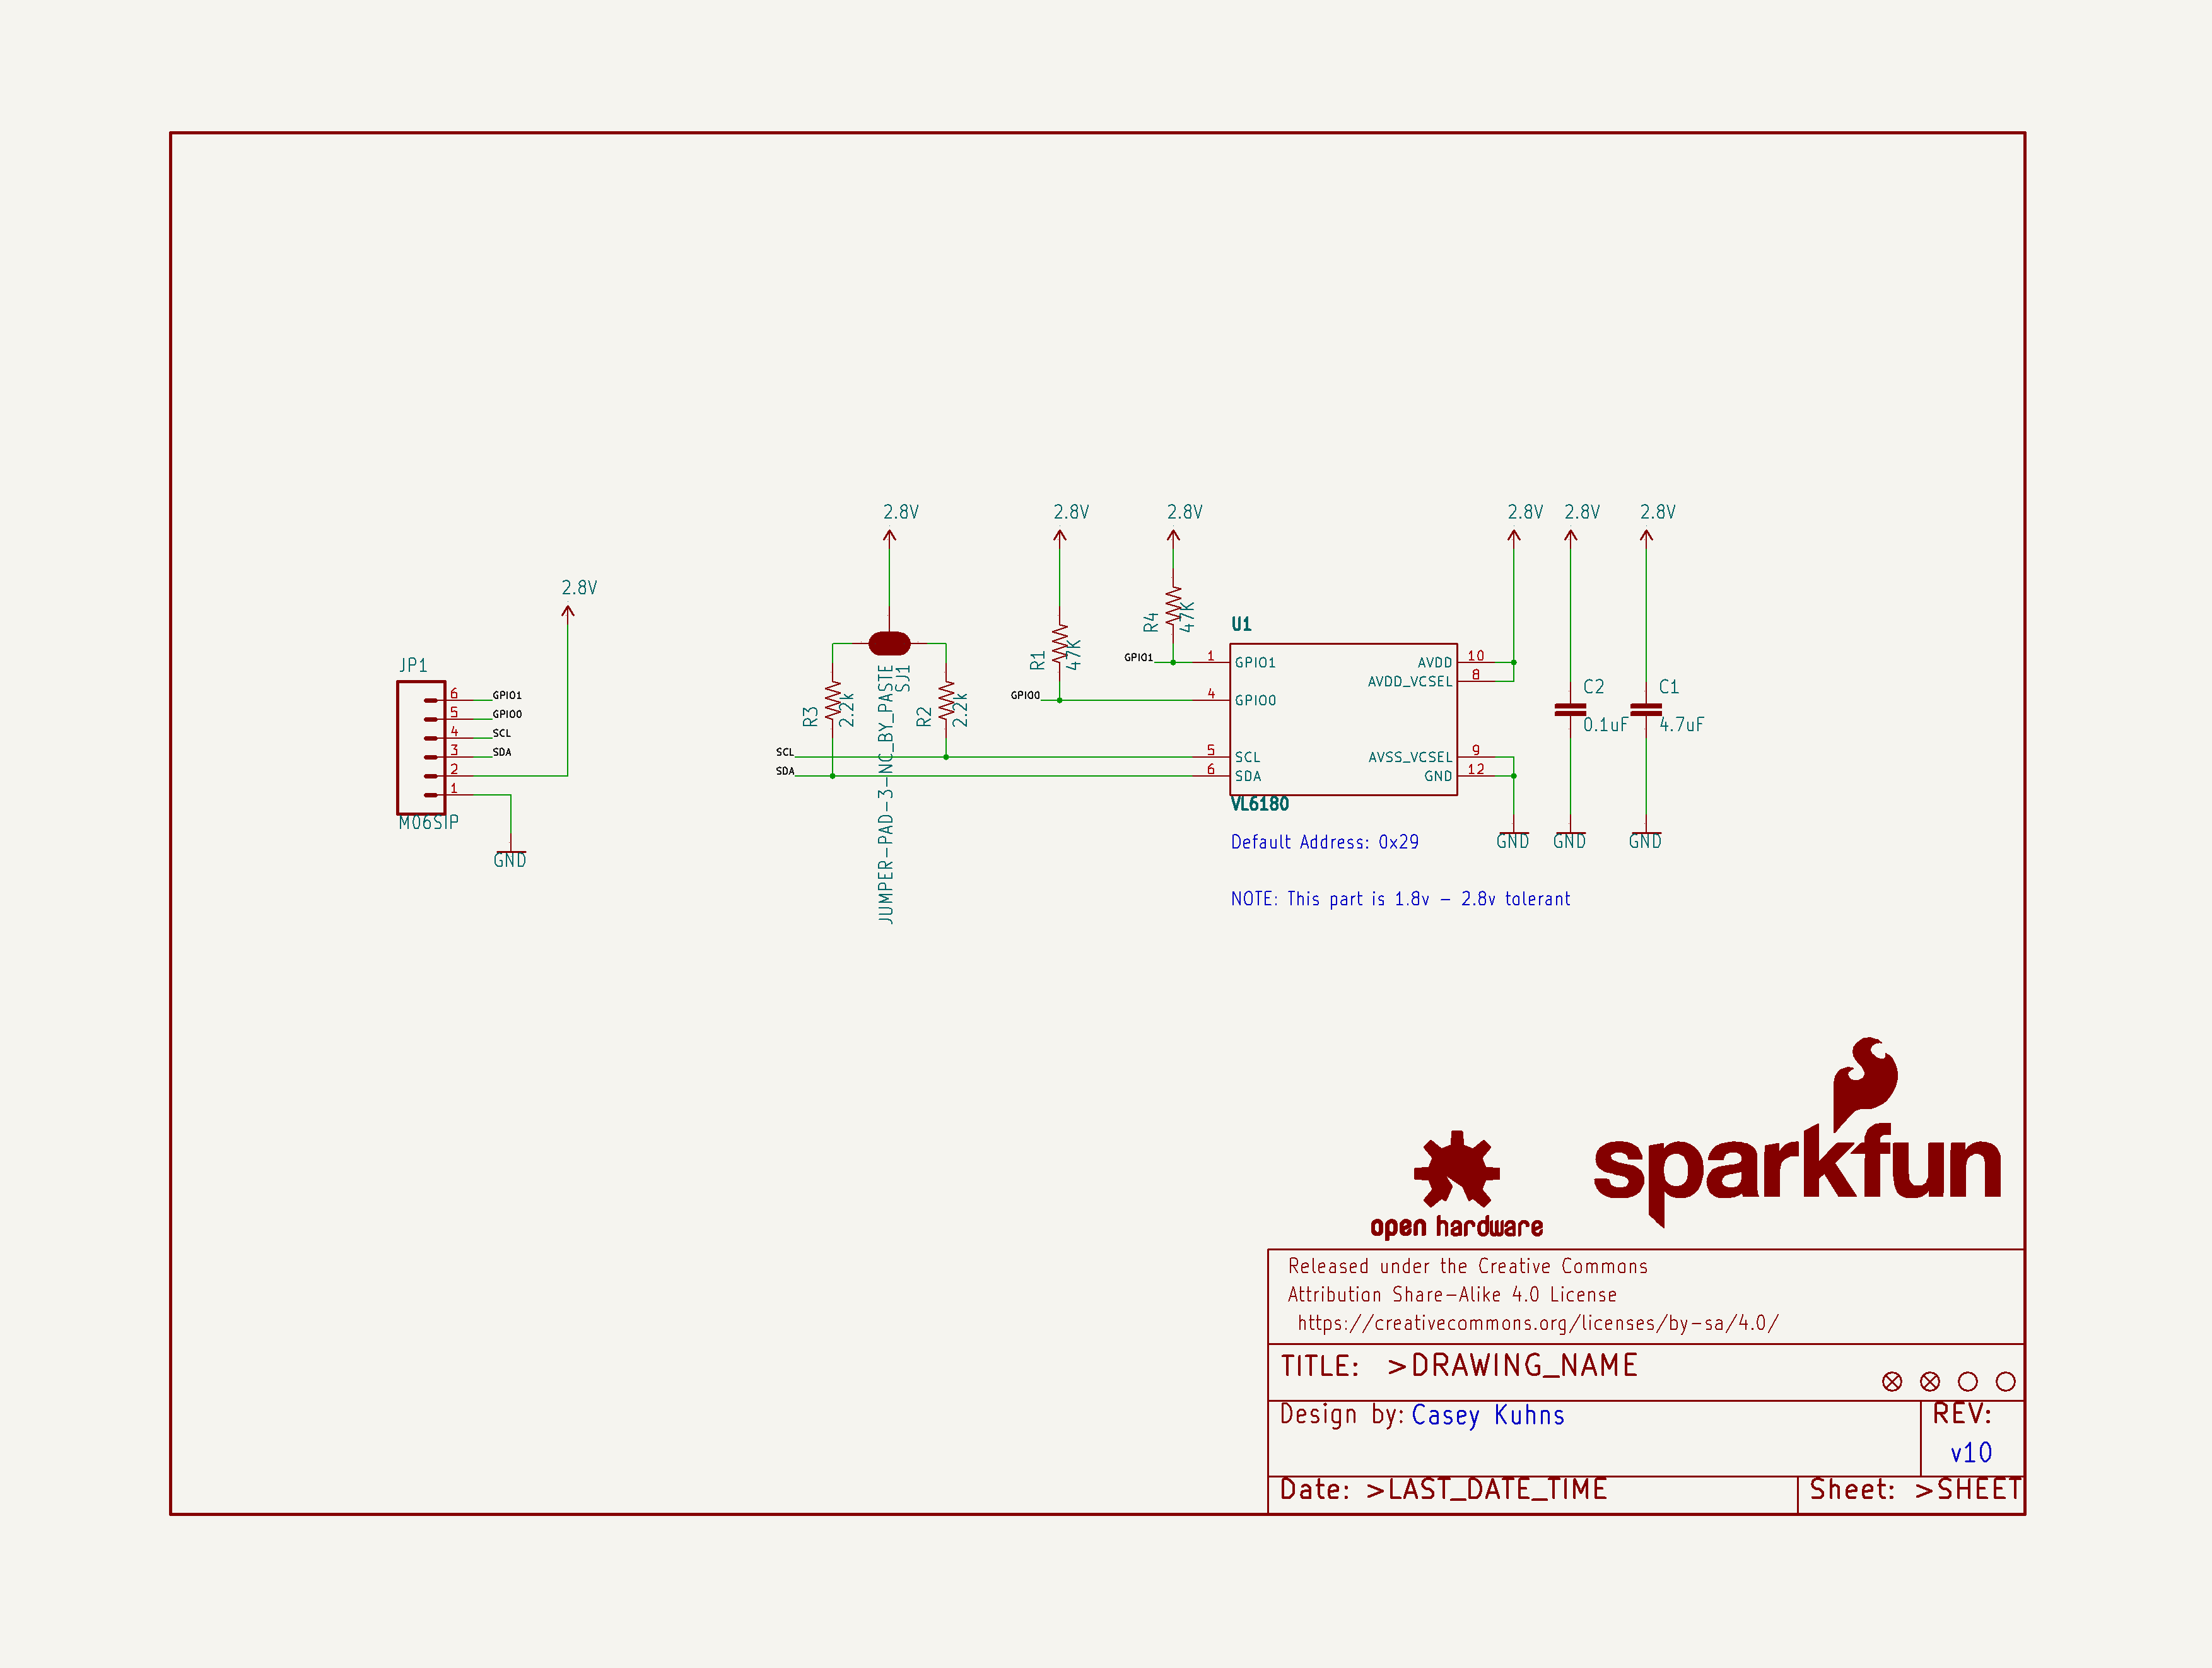 2.8V
JP1
6 GPIO1
5 GPIO0
4 SCL
3 SDA
2
1
M06SIP
GND
2.8V
SJ1
JUMPER-PAD-3-NC_BY_PASTE
R3
2.2k
R2
2.2k
SCL
SDA
2.8V
R1
47K
GPIO0
2.8V
R4
47K
GPIO1
U1
1 GPIO1
4 GPIO0
5 SCL
6 SDA
AVDD 10
AVDD_VCSEL 8
AVSS_VCSEL 9
GND 12
VL6180
Default Address: 0x29
NOTE: This part is 1.8v - 2.8v tolerant
2.8V
GND
2.8V
C2
0.1uF
GND
2.8V
C1
4.7uF
GND
open hardware
sparkfun
Released under the Creative Commons
Attribution Share-Alike 4.0 License
https://creativecommons.org/licenses/by-sa/4.0/
TITLE: >DRAWING_NAME
Design by: Casey Kuhns
REV:
v10
Date: >LAST_DATE_TIME
Sheet: >SHEET